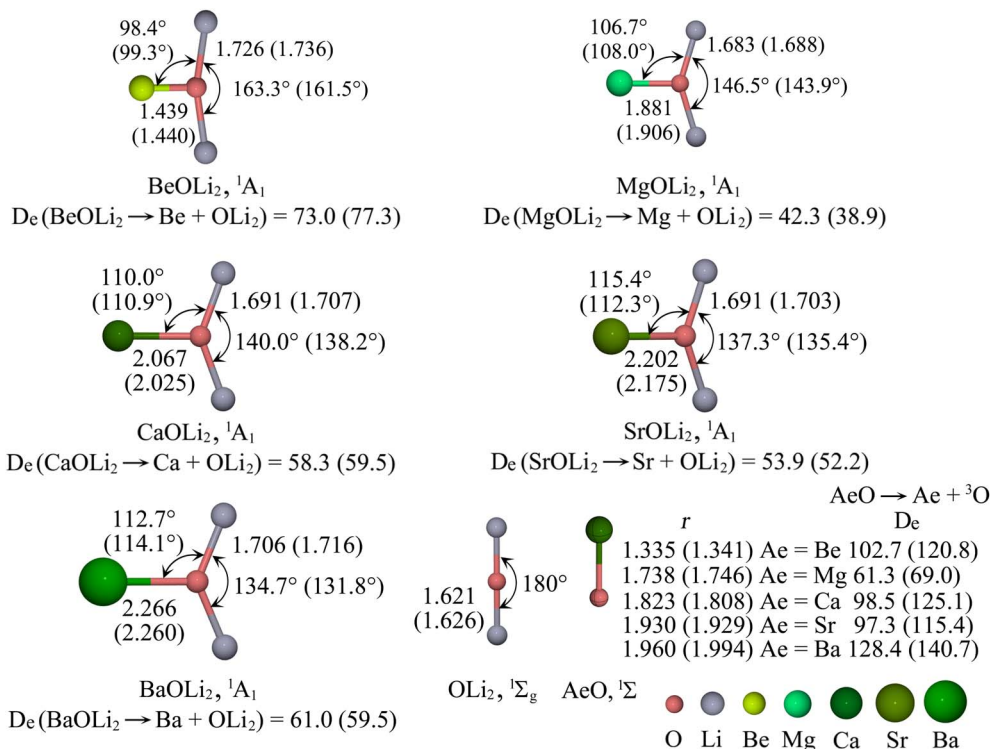 98.4°
(99.3°)
1.726 (1.736)
163.3° (161.5°)
1.439
(1.440)
BeOLi₂, ¹A₁
Dₑ(BeOLi₂→ Be + OLi₂) = 73.0 (77.3)
106.7°
(108.0°)
1.683 (1.688)
146.5° (143.9°)
1.881
(1.906)
MgOLi₂, ¹A₁
Dₑ(MgOLi₂→ Mg + OLi₂) = 42.3 (38.9)
110.0°
(110.9°)
1.691 (1.707)
140.0° (138.2°)
2.067
(2.025)
CaOLi₂, ¹A₁
Dₑ(CaOLi₂→ Ca + OLi₂) = 58.3 (59.5)
115.4°
(112.3°)
1.691 (1.703)
137.3° (135.4°)
2.202
(2.175)
SrOLi₂, ¹A₁
Dₑ(SrOLi₂→ Sr + OLi₂) = 53.9 (52.2)
112.7°
(114.1°)
1.706 (1.716)
134.7° (131.8°)
2.266
(2.260)
BaOLi₂, ¹A₁
Dₑ(BaOLi₂→ Ba + OLi₂) = 61.0 (59.5)
180°
1.621
(1.626)
OLi₂, ¹Σg
AeO, ¹Σ
AeO → Ae + ³O
r Dₑ
1.335 (1.341) Ae = Be 102.7 (120.8)
1.738 (1.746) Ae = Mg 61.3 (69.0)
1.823 (1.808) Ae = Ca 98.5 (125.1)
1.930 (1.929) Ae = Sr 97.3 (115.4)
1.960 (1.994) Ae = Ba 128.4 (140.7)
O Li Be Mg Ca Sr Ba